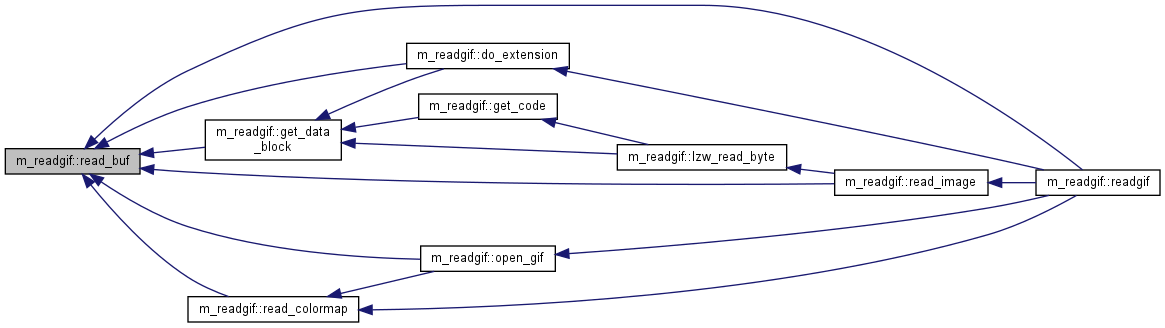 m_readgif::do_extension
m_readgif::get_code
m_readgif::get_data
_block
m_readgif::lzw_read_byte
m_readgif::read_buf
m_readgif::read_image
m_readgif::readgif
m_readgif::open_gif
m_readgif::read_colormap